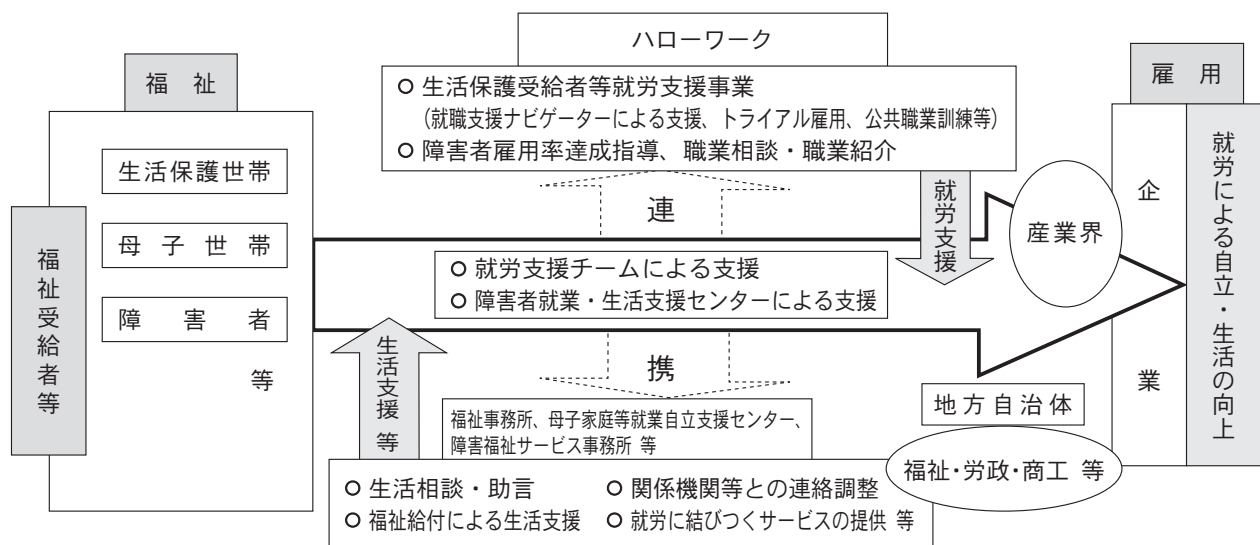 ハローワーク
福 祉
○ 生活保護受給者等就労支援事業
(就職支援ナビゲーターによる支援、トライアル雇用、公共職業訓練等)
○ 障害者雇用率達成指導、職業相談・職業紹介
雇 用
福祉受給者等
生活保護世帯
母子世帯
障害者
等
連
就労支援
産業界
企業
就労による自立・生活の向上
○ 就労支援チームによる支援
○ 障害者就業・生活支援センターによる支援
生活支援 等
携
福祉事務所、母子家庭等就業自立支援センター、
障害福祉サービス事務所 等
地方自治体
福祉・労政・商工 等
○ 生活相談・助言
○ 関係機関等との連絡調整
○ 福祉給付による生活支援
○ 就労に結びつくサービスの提供 等